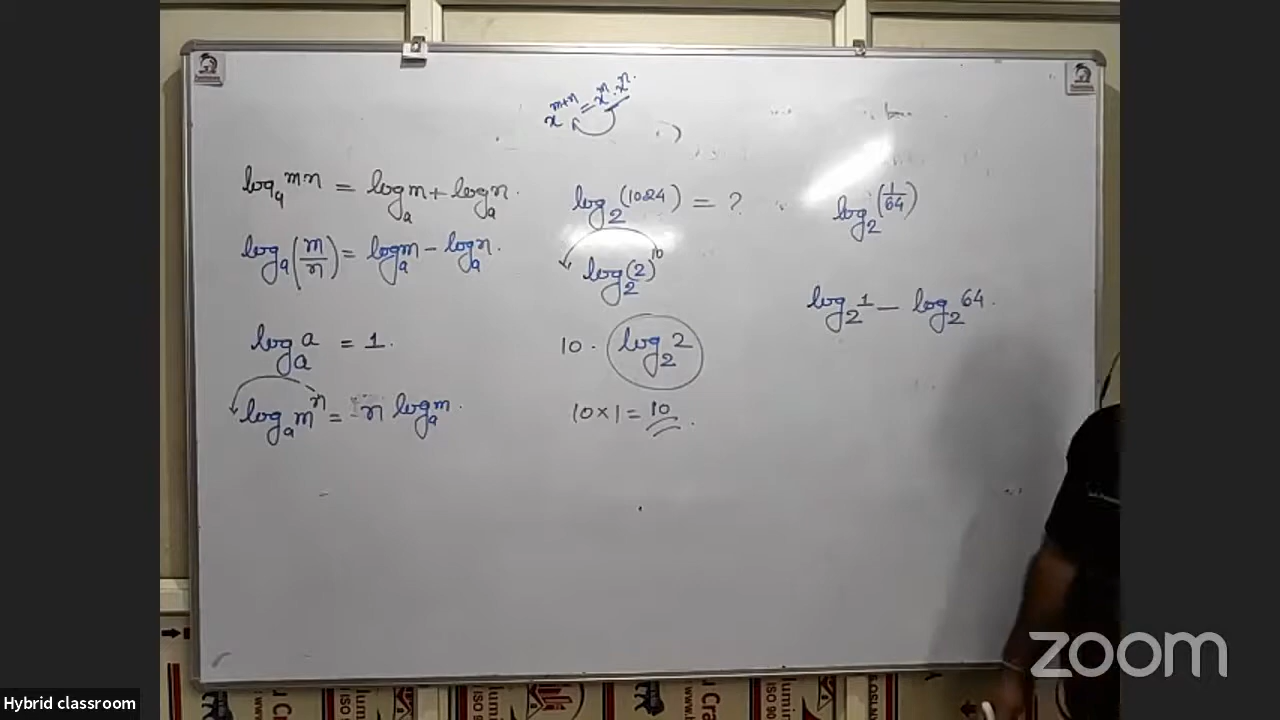 x^{m+n} = x^m . x^n.
log_a mn = log_a m + log_a n.
log_a (m/n) = log_a m - log_a n.
log_a a = 1.
log_a m^n = n log_a m.
log_2 (1024) = ?
log_2 (2)^10
10 . log_2 2
10 × 1 = 10.
log_2 (1/64)
log_2 1 - log_2 64.
zoom
Hybrid classroom